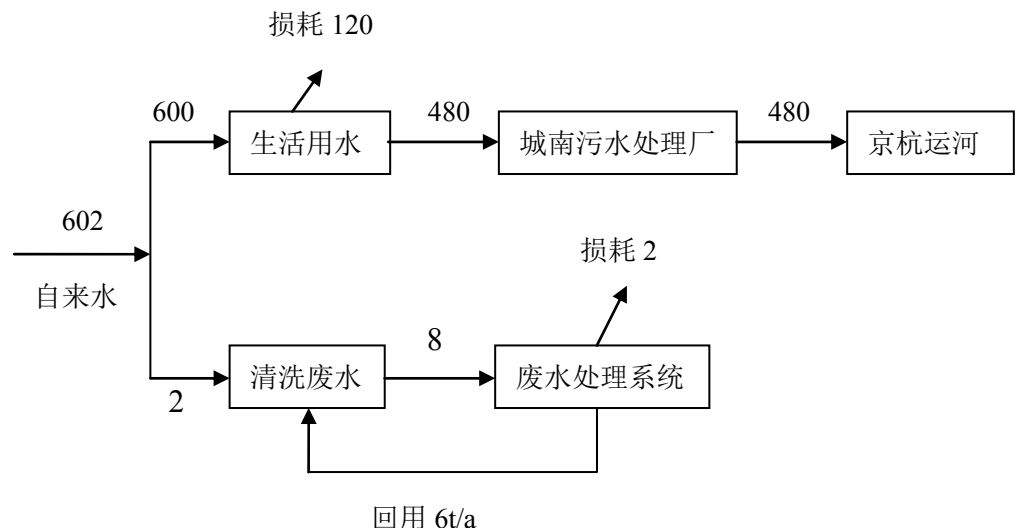 损耗 120
600
生活用水
480
城南污水处理厂
480
京杭运河
602
自来水
损耗 2
2
清洗废水
8
废水处理系统
回用 6t/a